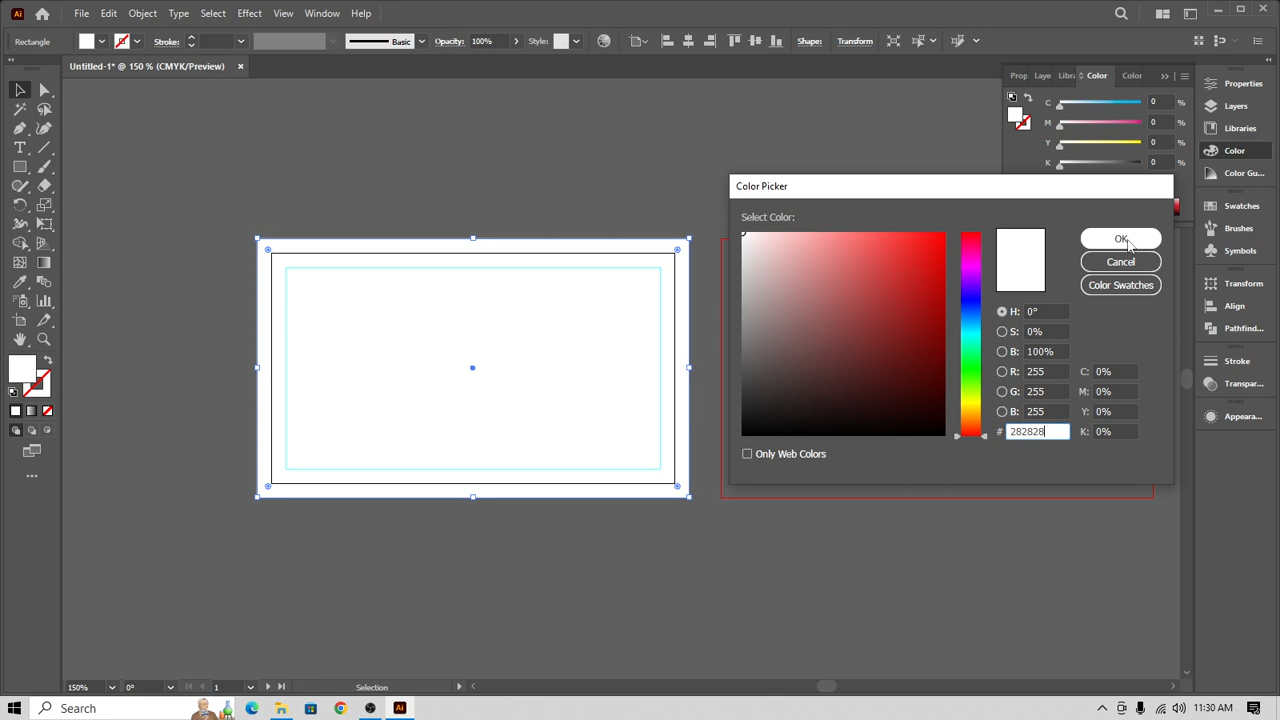 Ai File Edit Object Type Select Effect View Window Help
Rectangle Stroke: Basic Opacity: 100% Style: Shape: Transform
Untitled-1* @ 150 % (CMYK/Preview) ×
Prop Laye Libra Color Color
C 0 %
M 0 %
Y 0 %
K 0 %
Properties
Layers
Libraries
Color
Color Gu...
Swatches
Brushes
Symbols
Transform
Align
Pathfind...
Stroke
Transpar...
Appeara...
Color Picker
Select Color:
OK
Cancel
Color Swatches
H: 0°
S: 0%
B: 100%
R: 255 C: 0%
G: 255 M: 0%
B: 255 Y: 0%
# 282828 K: 0%
Only Web Colors
150% 0° 1 Selection
Search Ai 11:30 AM